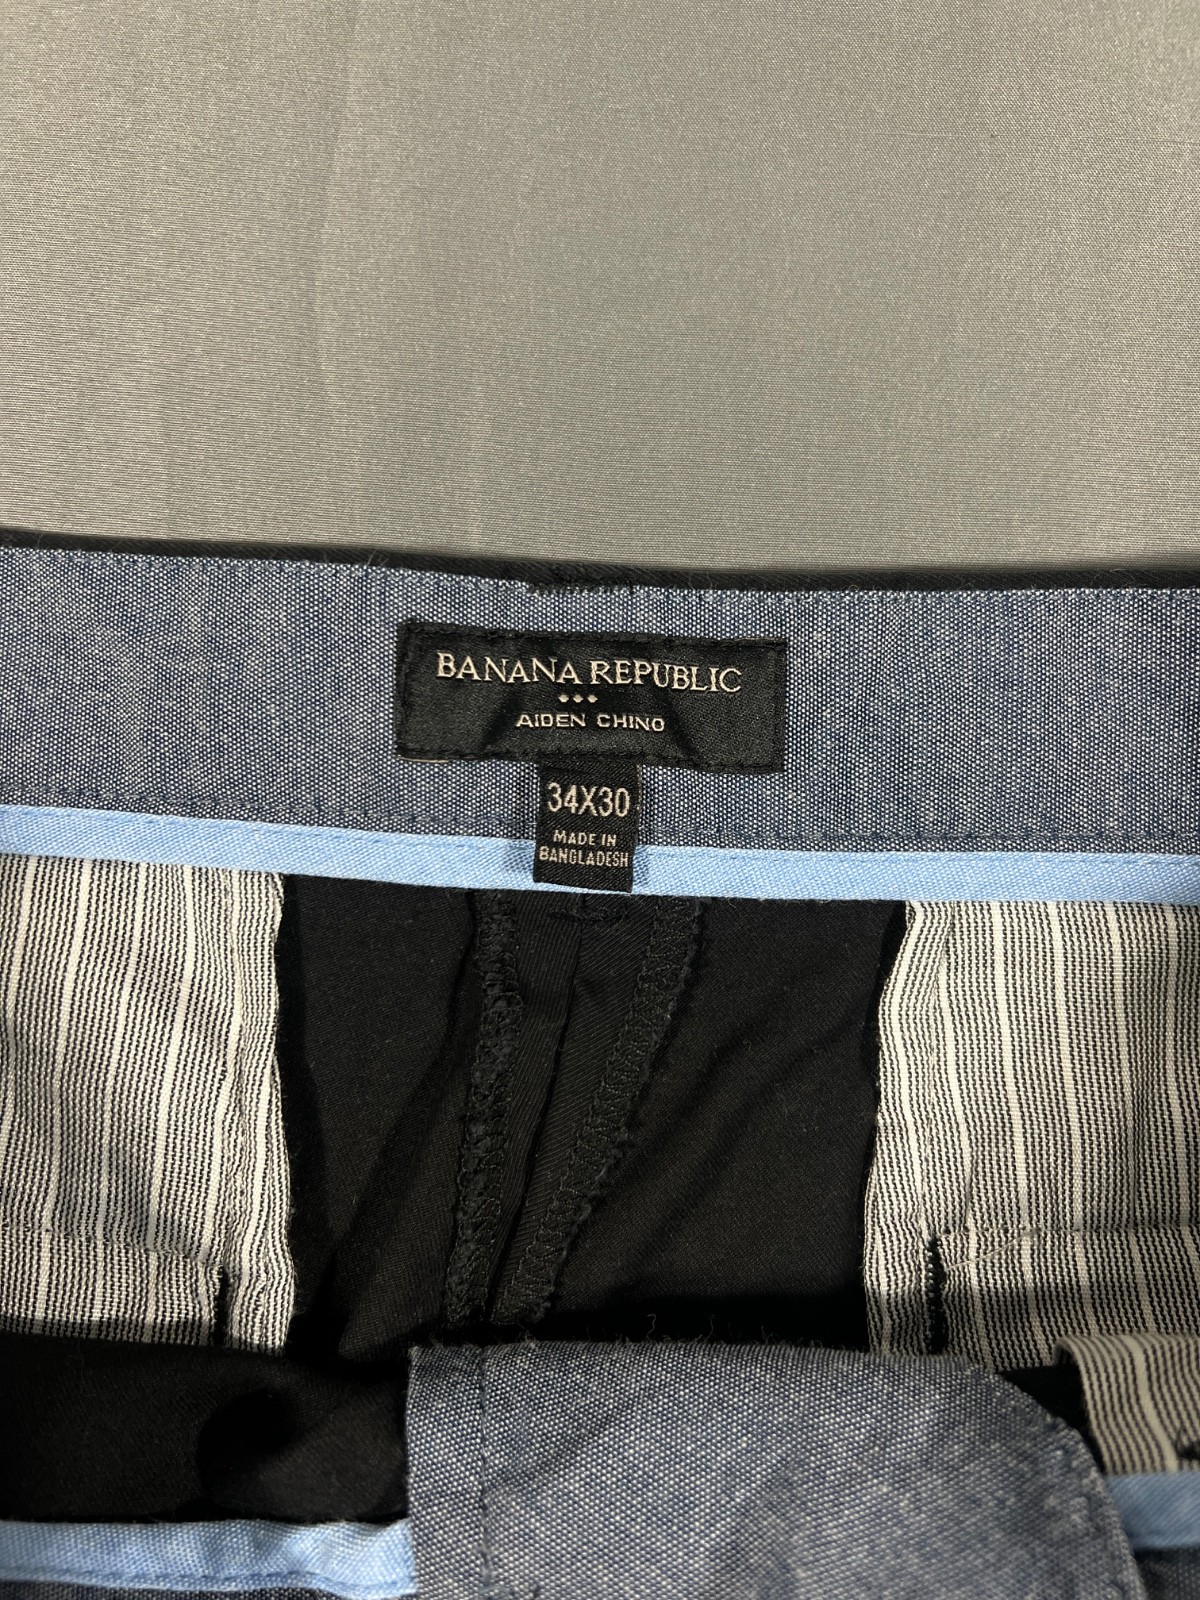 BANANA REPUBLIC
AIDEN CHINO
34X30
MADE IN
BANGLADESH